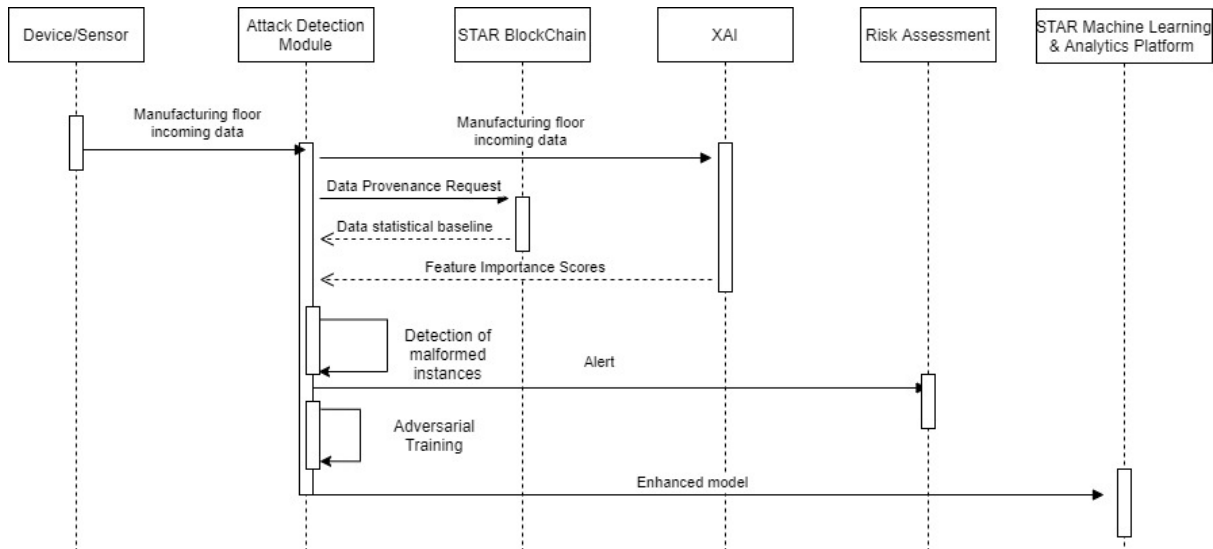 Device/Sensor
Attack Detection
Module
STAR BlockChain
XAI
Risk Assessment
STAR Machine Learning
& Analytics Platform
Manufacturing floor
incoming data
Manufacturing floor
incoming data
Data Provenance Request
Data statistical baseline
Feature Importance Scores
Detection of
malformed
instances
Alert
Adversarial
Training
Enhanced model